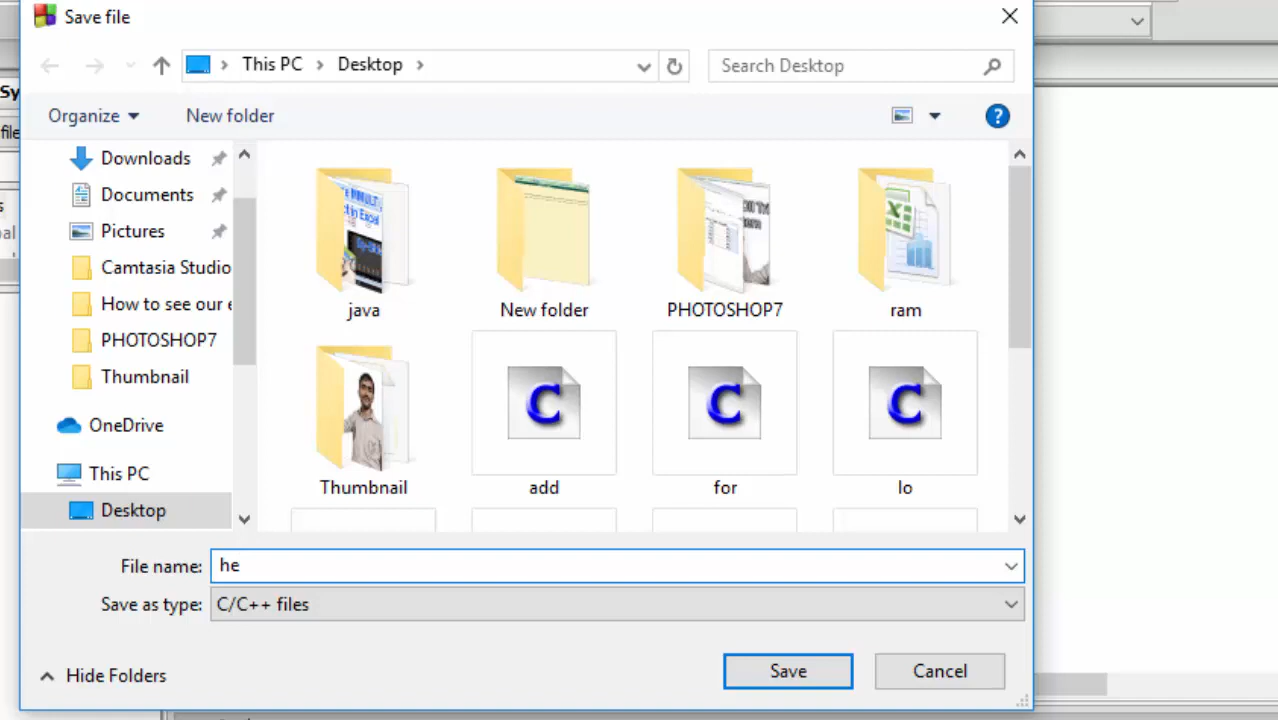 Save file
This PC
Desktop
Search Desktop
Organize
New folder
Sy
file
Downloads
Documents
Pictures
Camtasia Studio
How to see our e
PHOTOSHOP7
Thumbnail
OneDrive
This PC
Desktop
java
New folder
PHOTOSHOP7
ram
Thumbnail
add
for
lo
File name: he
Save as type: C/C++ files
Hide Folders
Save
Cancel